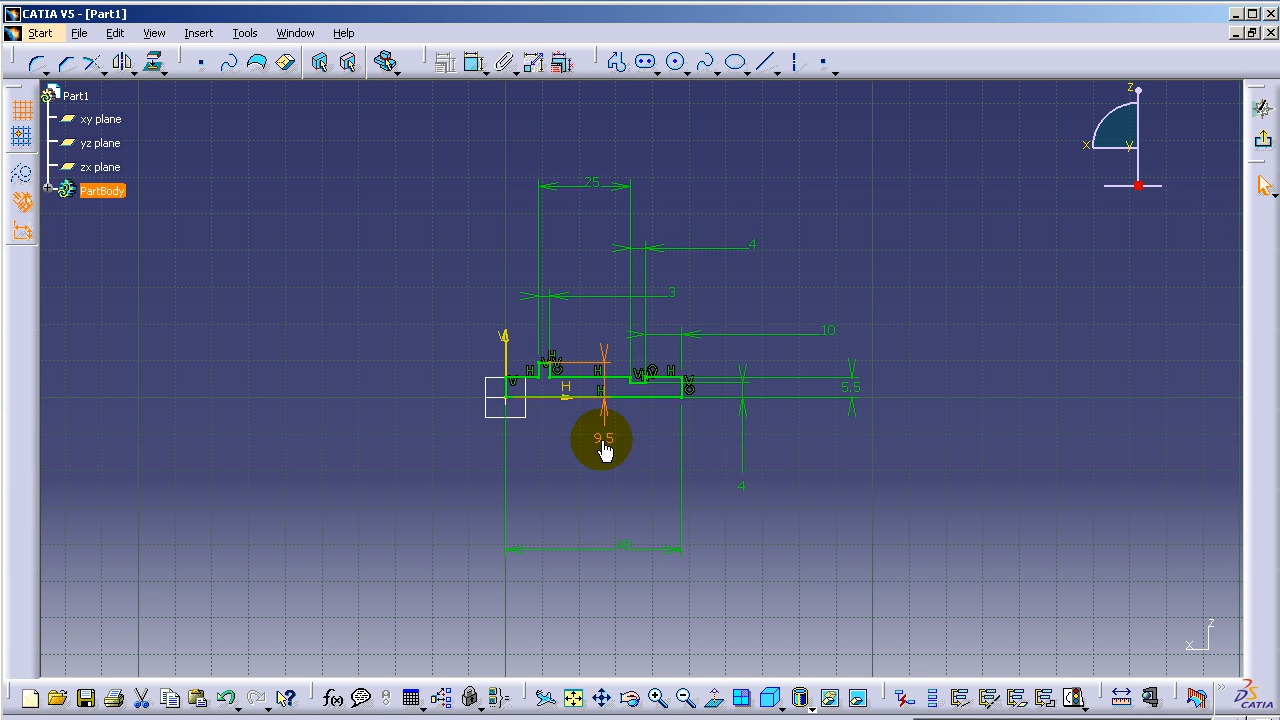 CATIA V5 - [Part1]
Start File Edit View Insert Tools Window Help
Part1
xy plane
yz plane
zx plane
PartBody
z
x y
25
4
3
10
V
H H H H
V
H
H
5.5
9.5
4
z
x
f(x)
CATIA